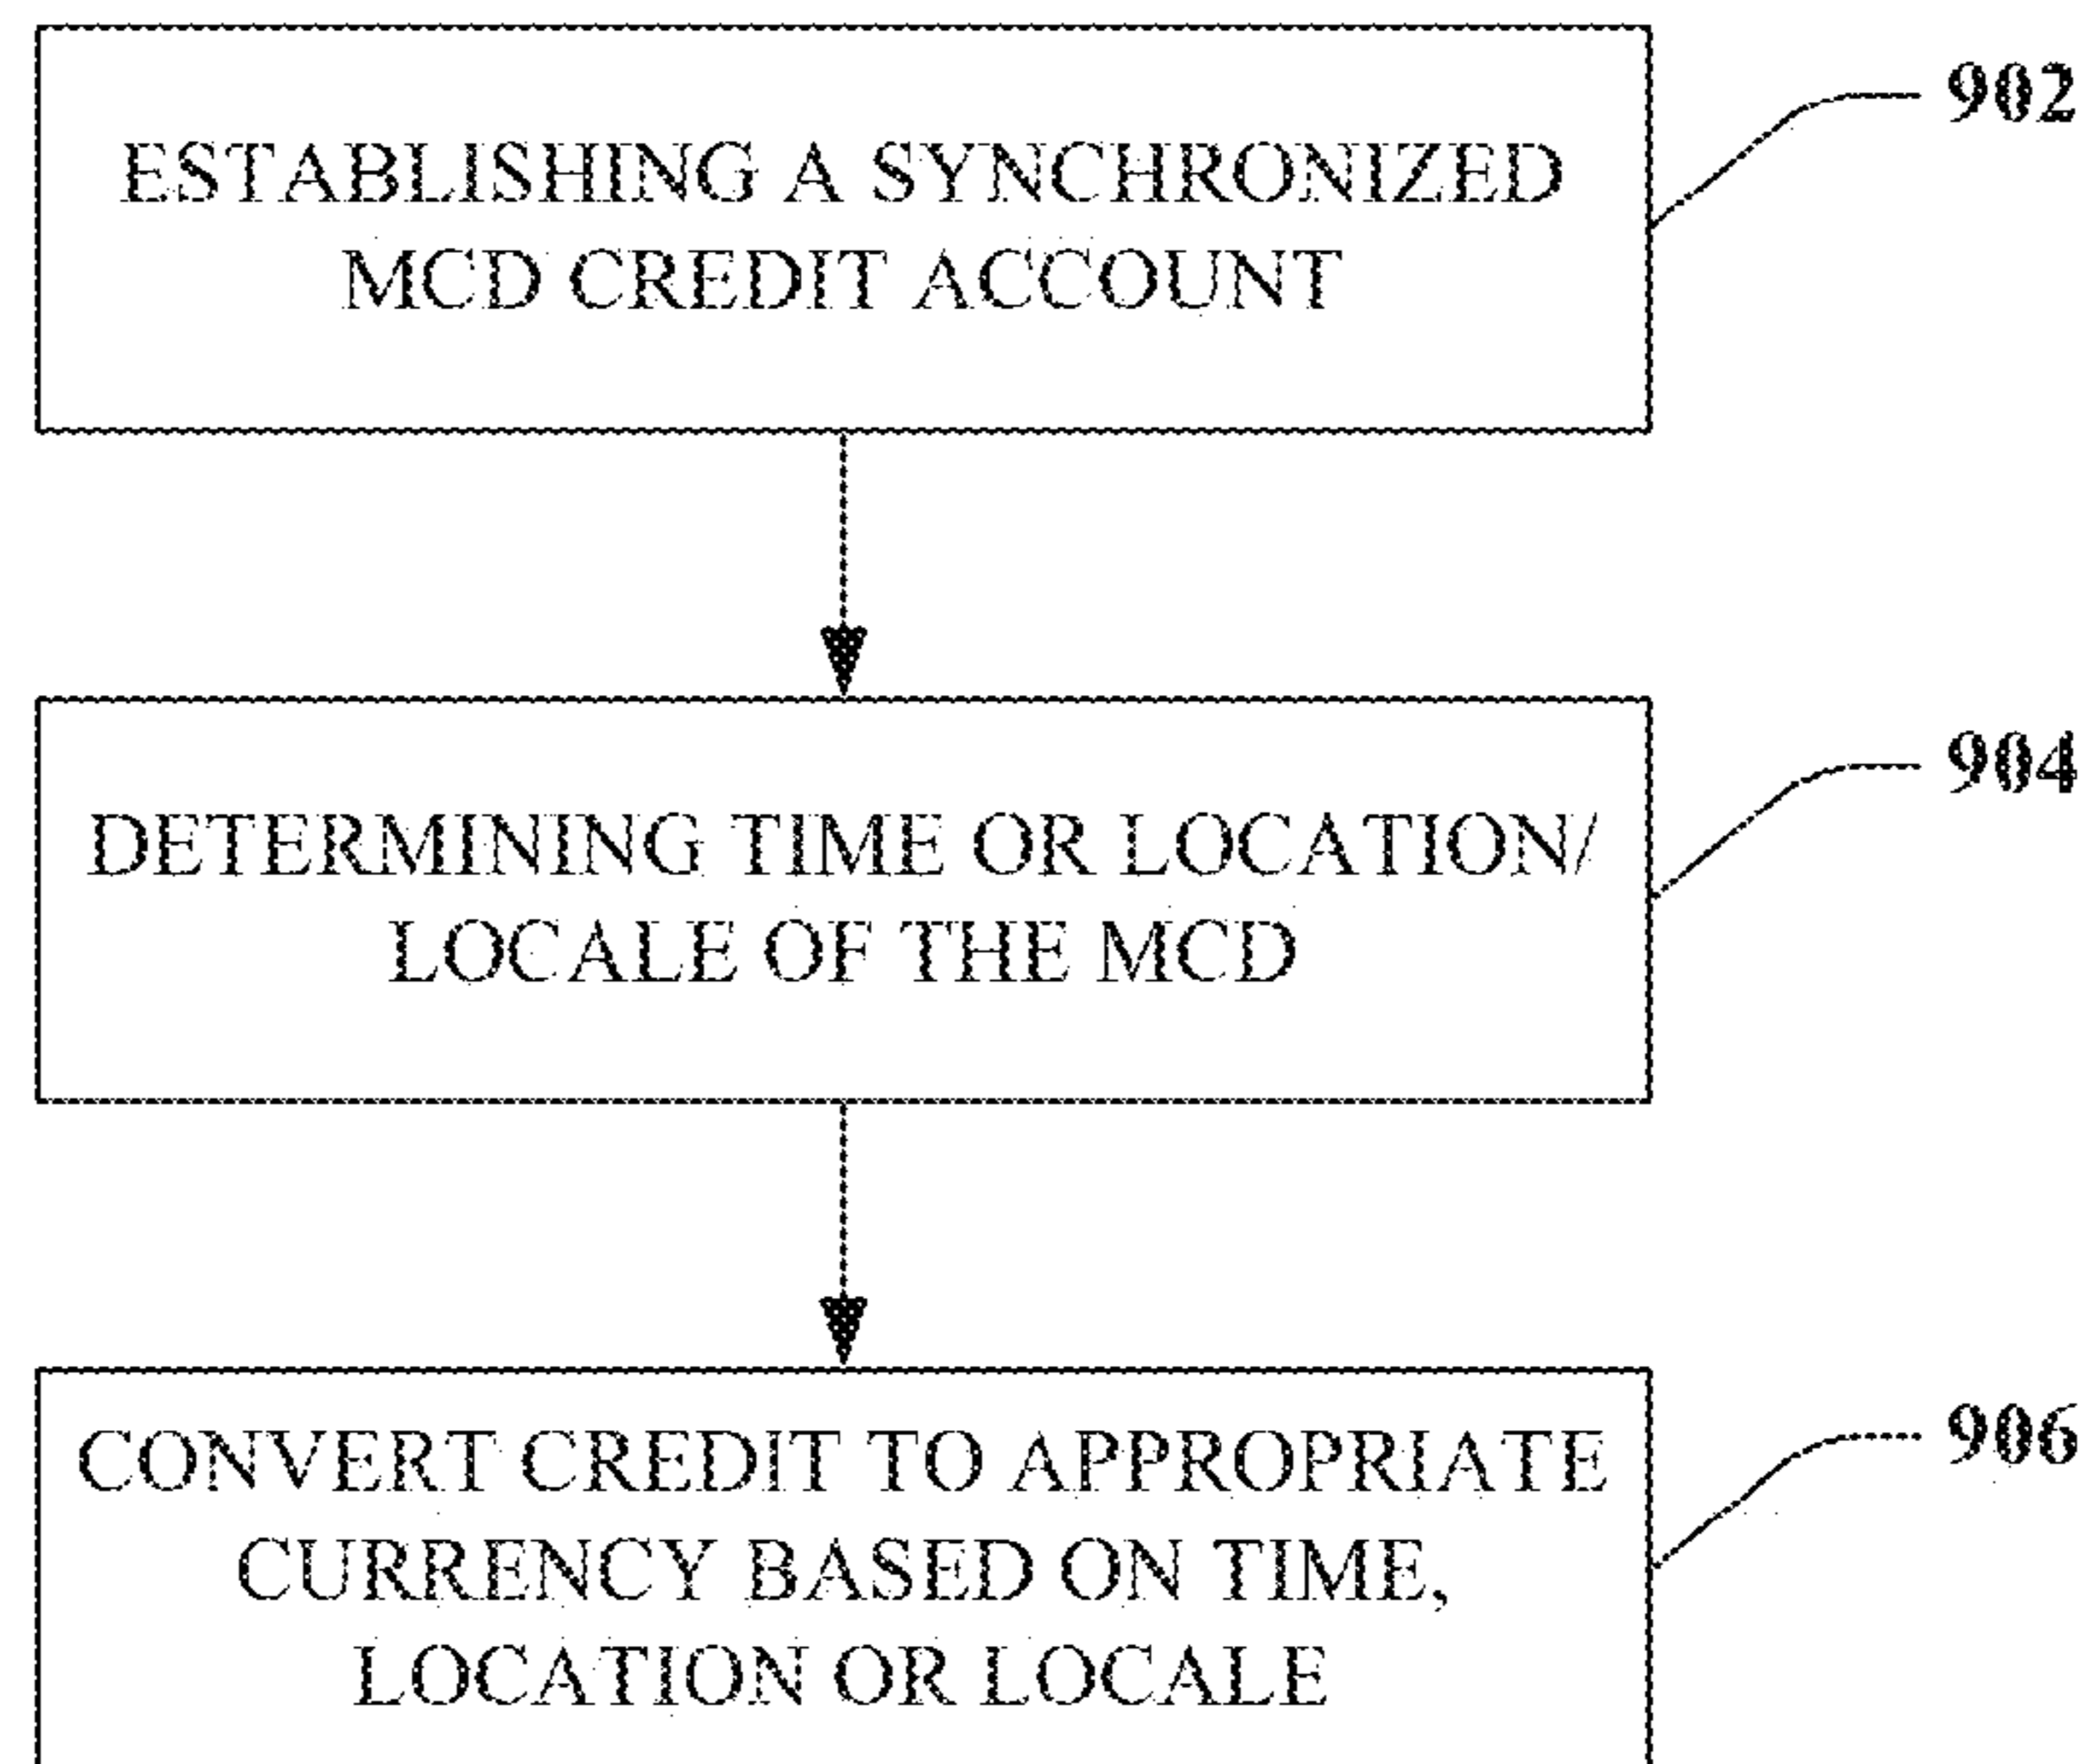 ESTABLISHING A SYNCHRONIZED
MCD CREDIT ACCOUNT
902
DETERMINING TIME OR LOCATION/
LOCALE OF THE MCD
904
CONVERT CREDIT TO APPROPRIATE
CURRENCY BASED ON TIME,
LOCATION OR LOCALE
906